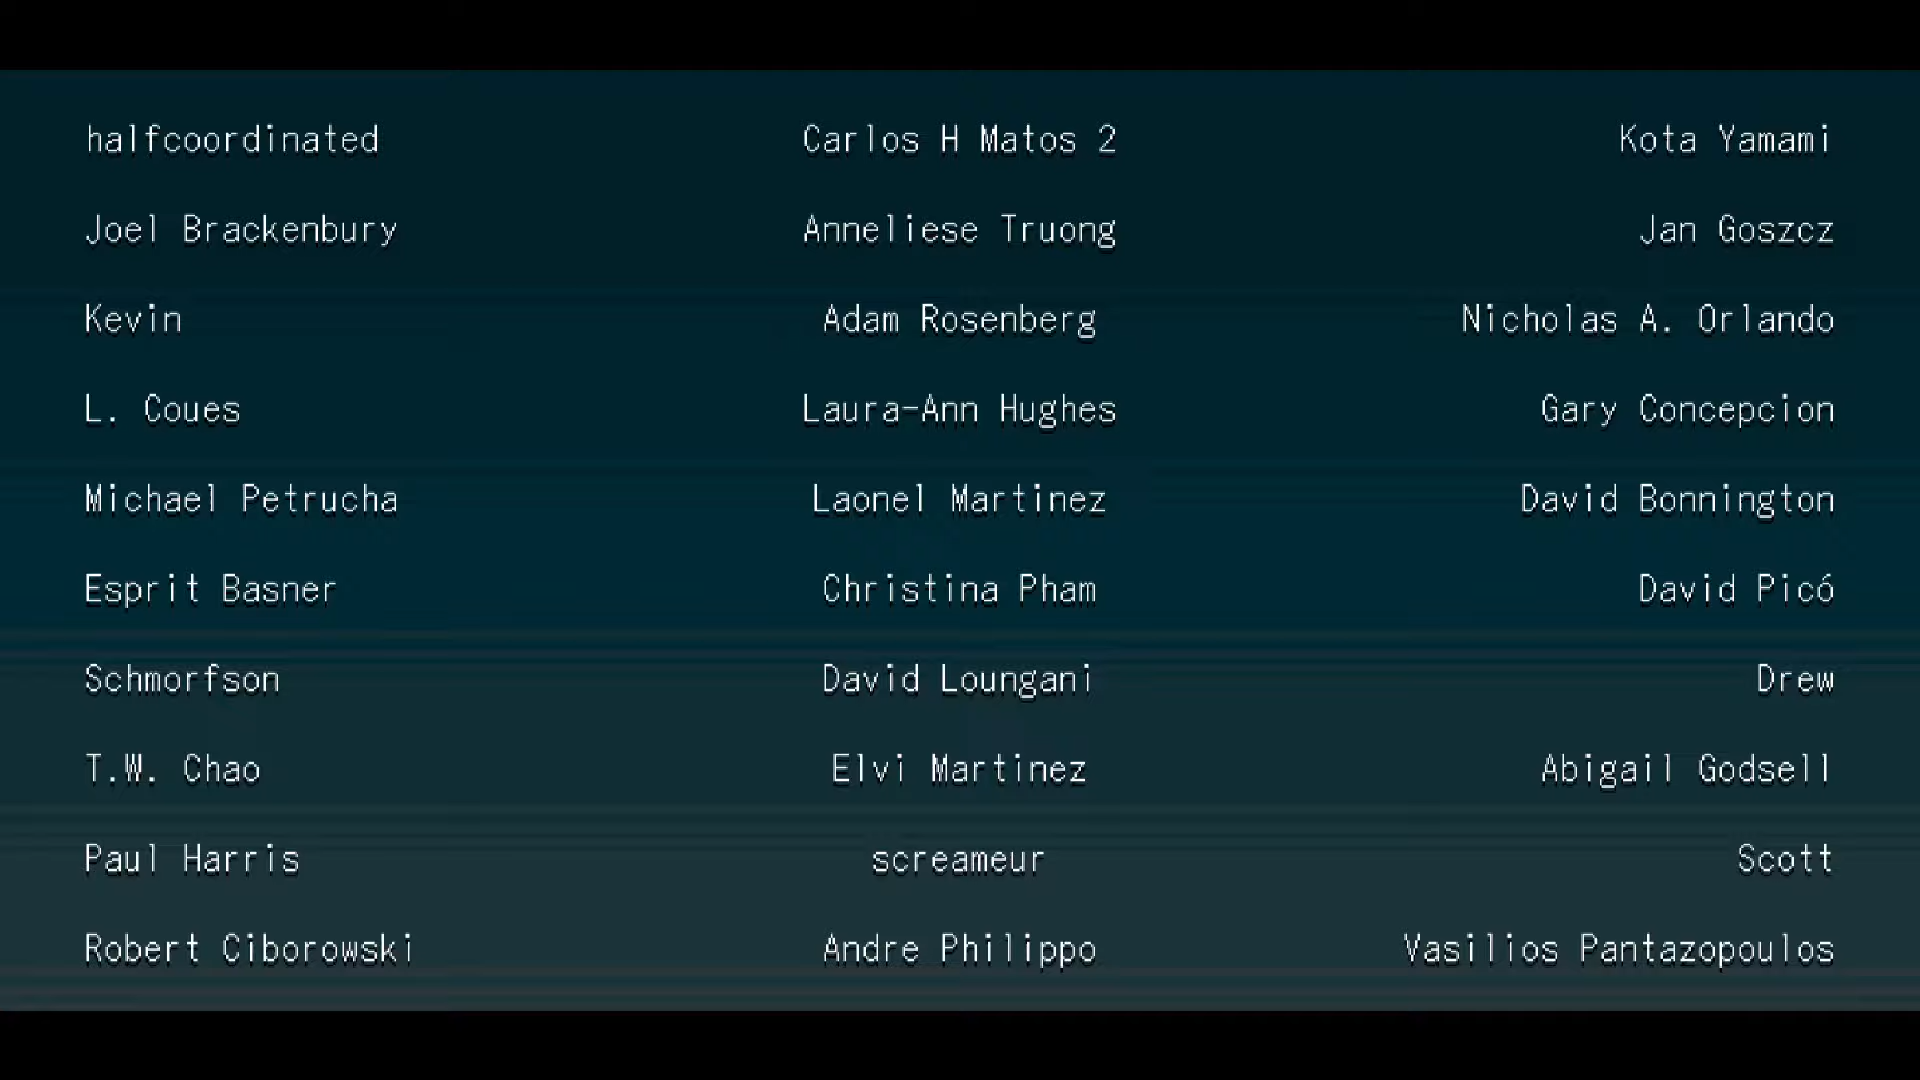 halfcoordinated Carlos H Matos 2 Kota Yamami
Joel Brackenbury Anneliese Truong Jan Goszcz
Kevin Adam Rosenberg Nicholas A. Orlando
L. Coues Laura-Ann Hughes Gary Concepcion
Michael Petrucha Laonel Martinez David Bonnington
Esprit Basner Christina Pham David Picó
Schmorfson David Loungani Drew
T.W. Chao Elvi Martinez Abigail Godsell
Paul Harris screameur Scott
Robert Ciborowski Andre Philippo Vasilios Pantazopoulos